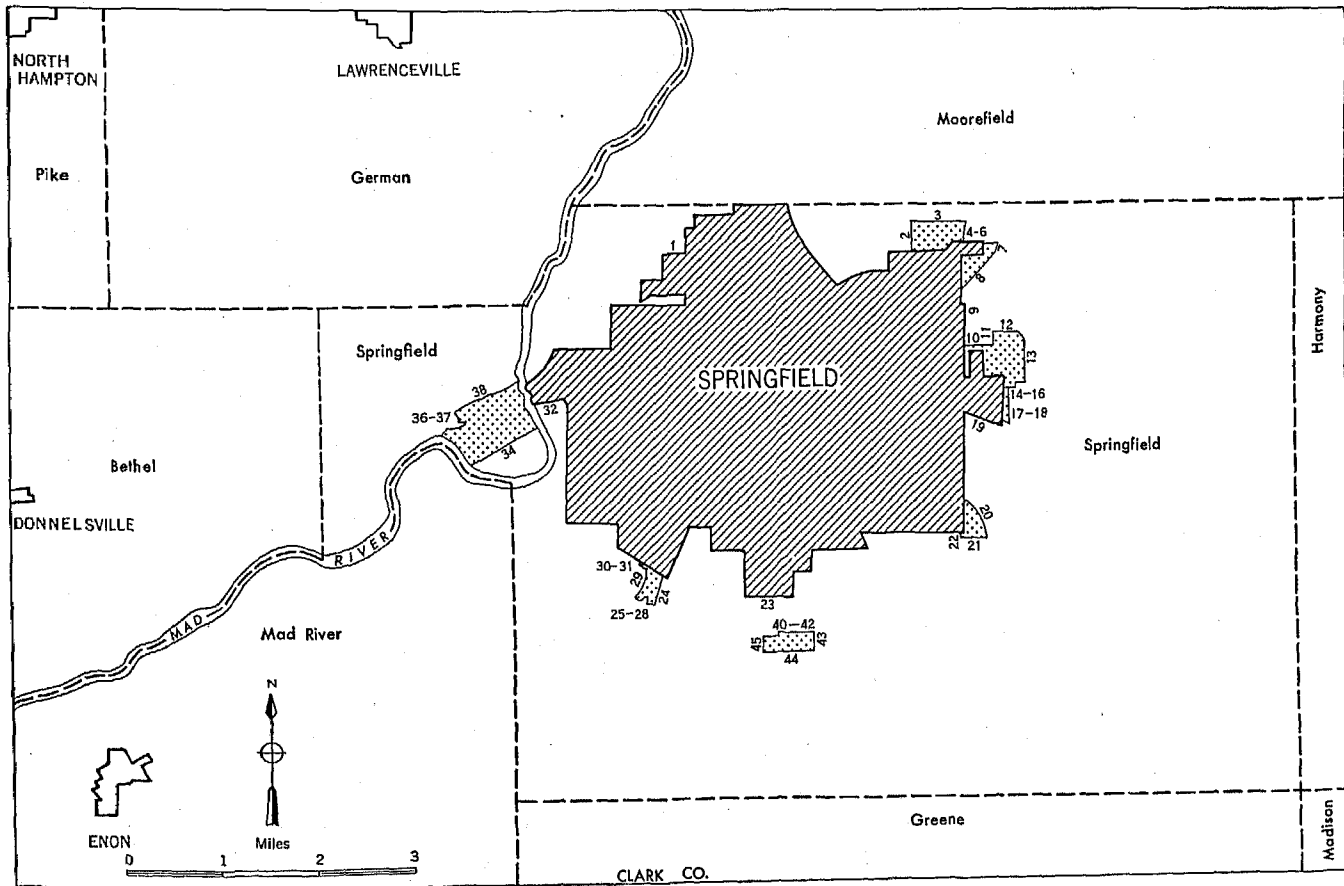 NORTH
HAMPTON
LAWRENCEVILLE
Moorefield
Pike
German
1
2
3
4-6
7
8
9
10
11
12
13
14-16
17-18
19
Harmony
Springfield
SPRINGFIELD
38
36-37
32
34
Springfield
Bethel
DONNELSVILLE
MAD RIVER
20
21
22
30-31
29
24
25-28
23
40-42
45
43
44
Mad River
N
Miles
0 1 2 3
ENON
Greene
Madison
CLARK CO.